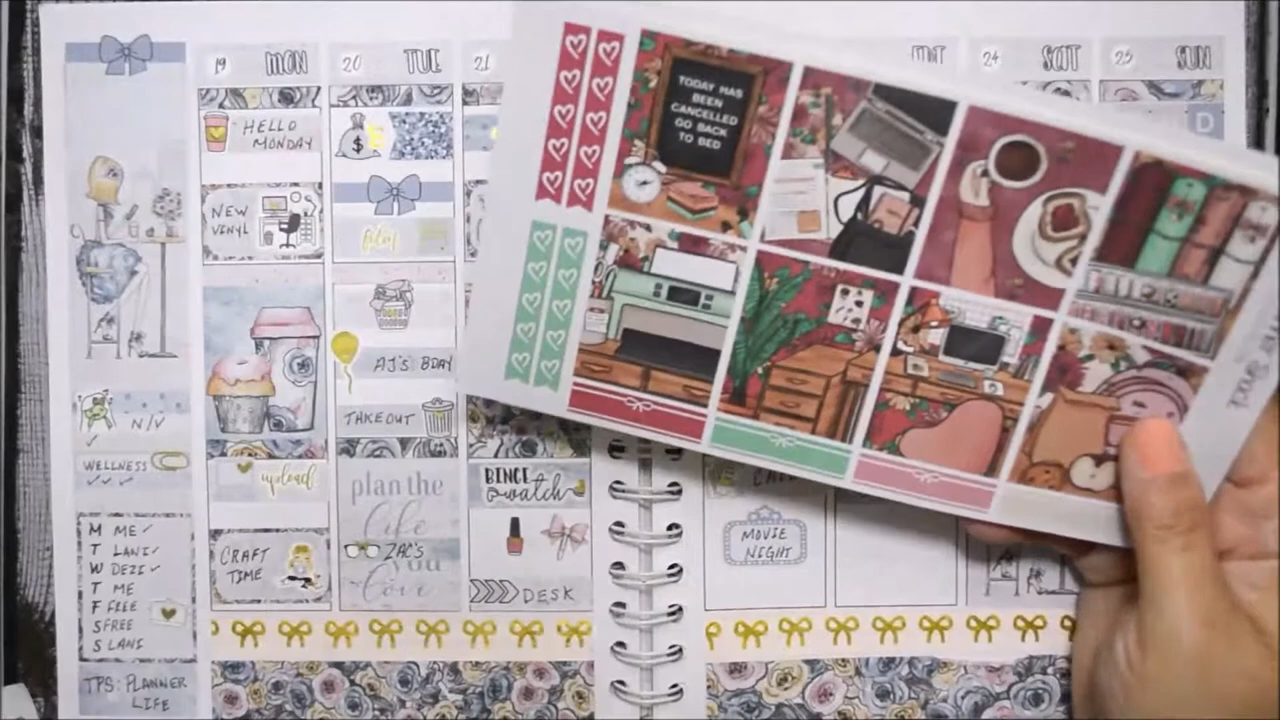 19 MON
20 TUE
21
24 SAT
25 SUN
HELLO
MONDAY
NEW
VINYL
$
film
AJ'S BDAY
TAKEOUT
upload
CRAFT
TIME
plan the
life
you
love
ZAC'S
BINGE
watch
DESK
N/V
WELLNESS
M ME
T LANI
W DEZI
T ME
F FREE
S FREE
S LANI
TPS: PLANNER
LIFE
TODAY HAS
BEEN
CANCELLED
GO BACK
TO BED
D
MOVIE
NIGHT